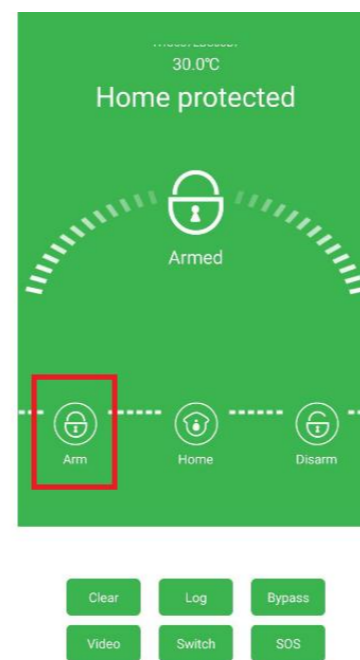 30.0℃
Home protected
Armed
Arm Home Disarm
Clear Log Bypass
Video Switch SOS